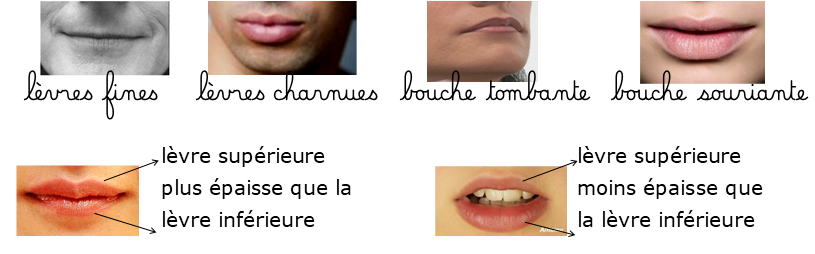 lèvres fines
lèvres charnues
bouche tombante
bouche souriante
lèvre supérieure
plus épaisse que la
lèvre inférieure
lèvre supérieure
moins épaisse que
la lèvre inférieure